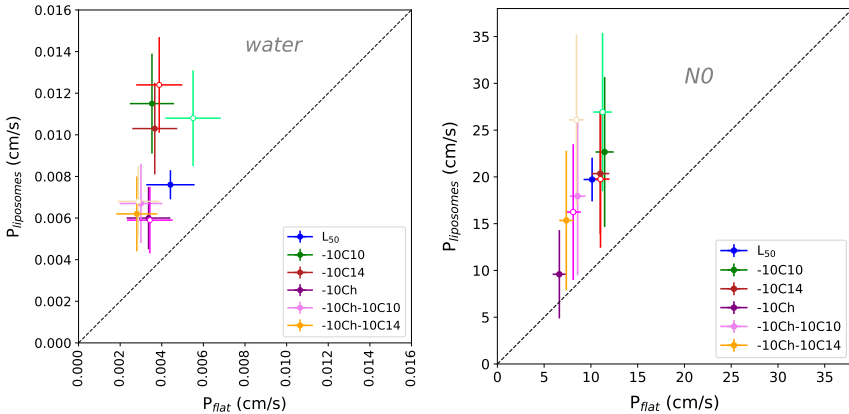 water
P_liposomes (cm/s)
0.016
0.014
0.012
0.010
0.008
0.006
0.004
0.002
0.000
0.000
0.002
0.004
0.006
0.008
0.010
0.012
0.014
0.016
P_flat (cm/s)
L_50
-10C10
-10C14
-10Ch
-10Ch-10C10
-10Ch-10C14
N0
P_liposomes (cm/s)
35
30
25
20
15
10
5
0
0
5
10
15
20
25
30
35
P_flat (cm/s)
L_50
-10C10
-10C14
-10Ch
-10Ch-10C10
-10Ch-10C14